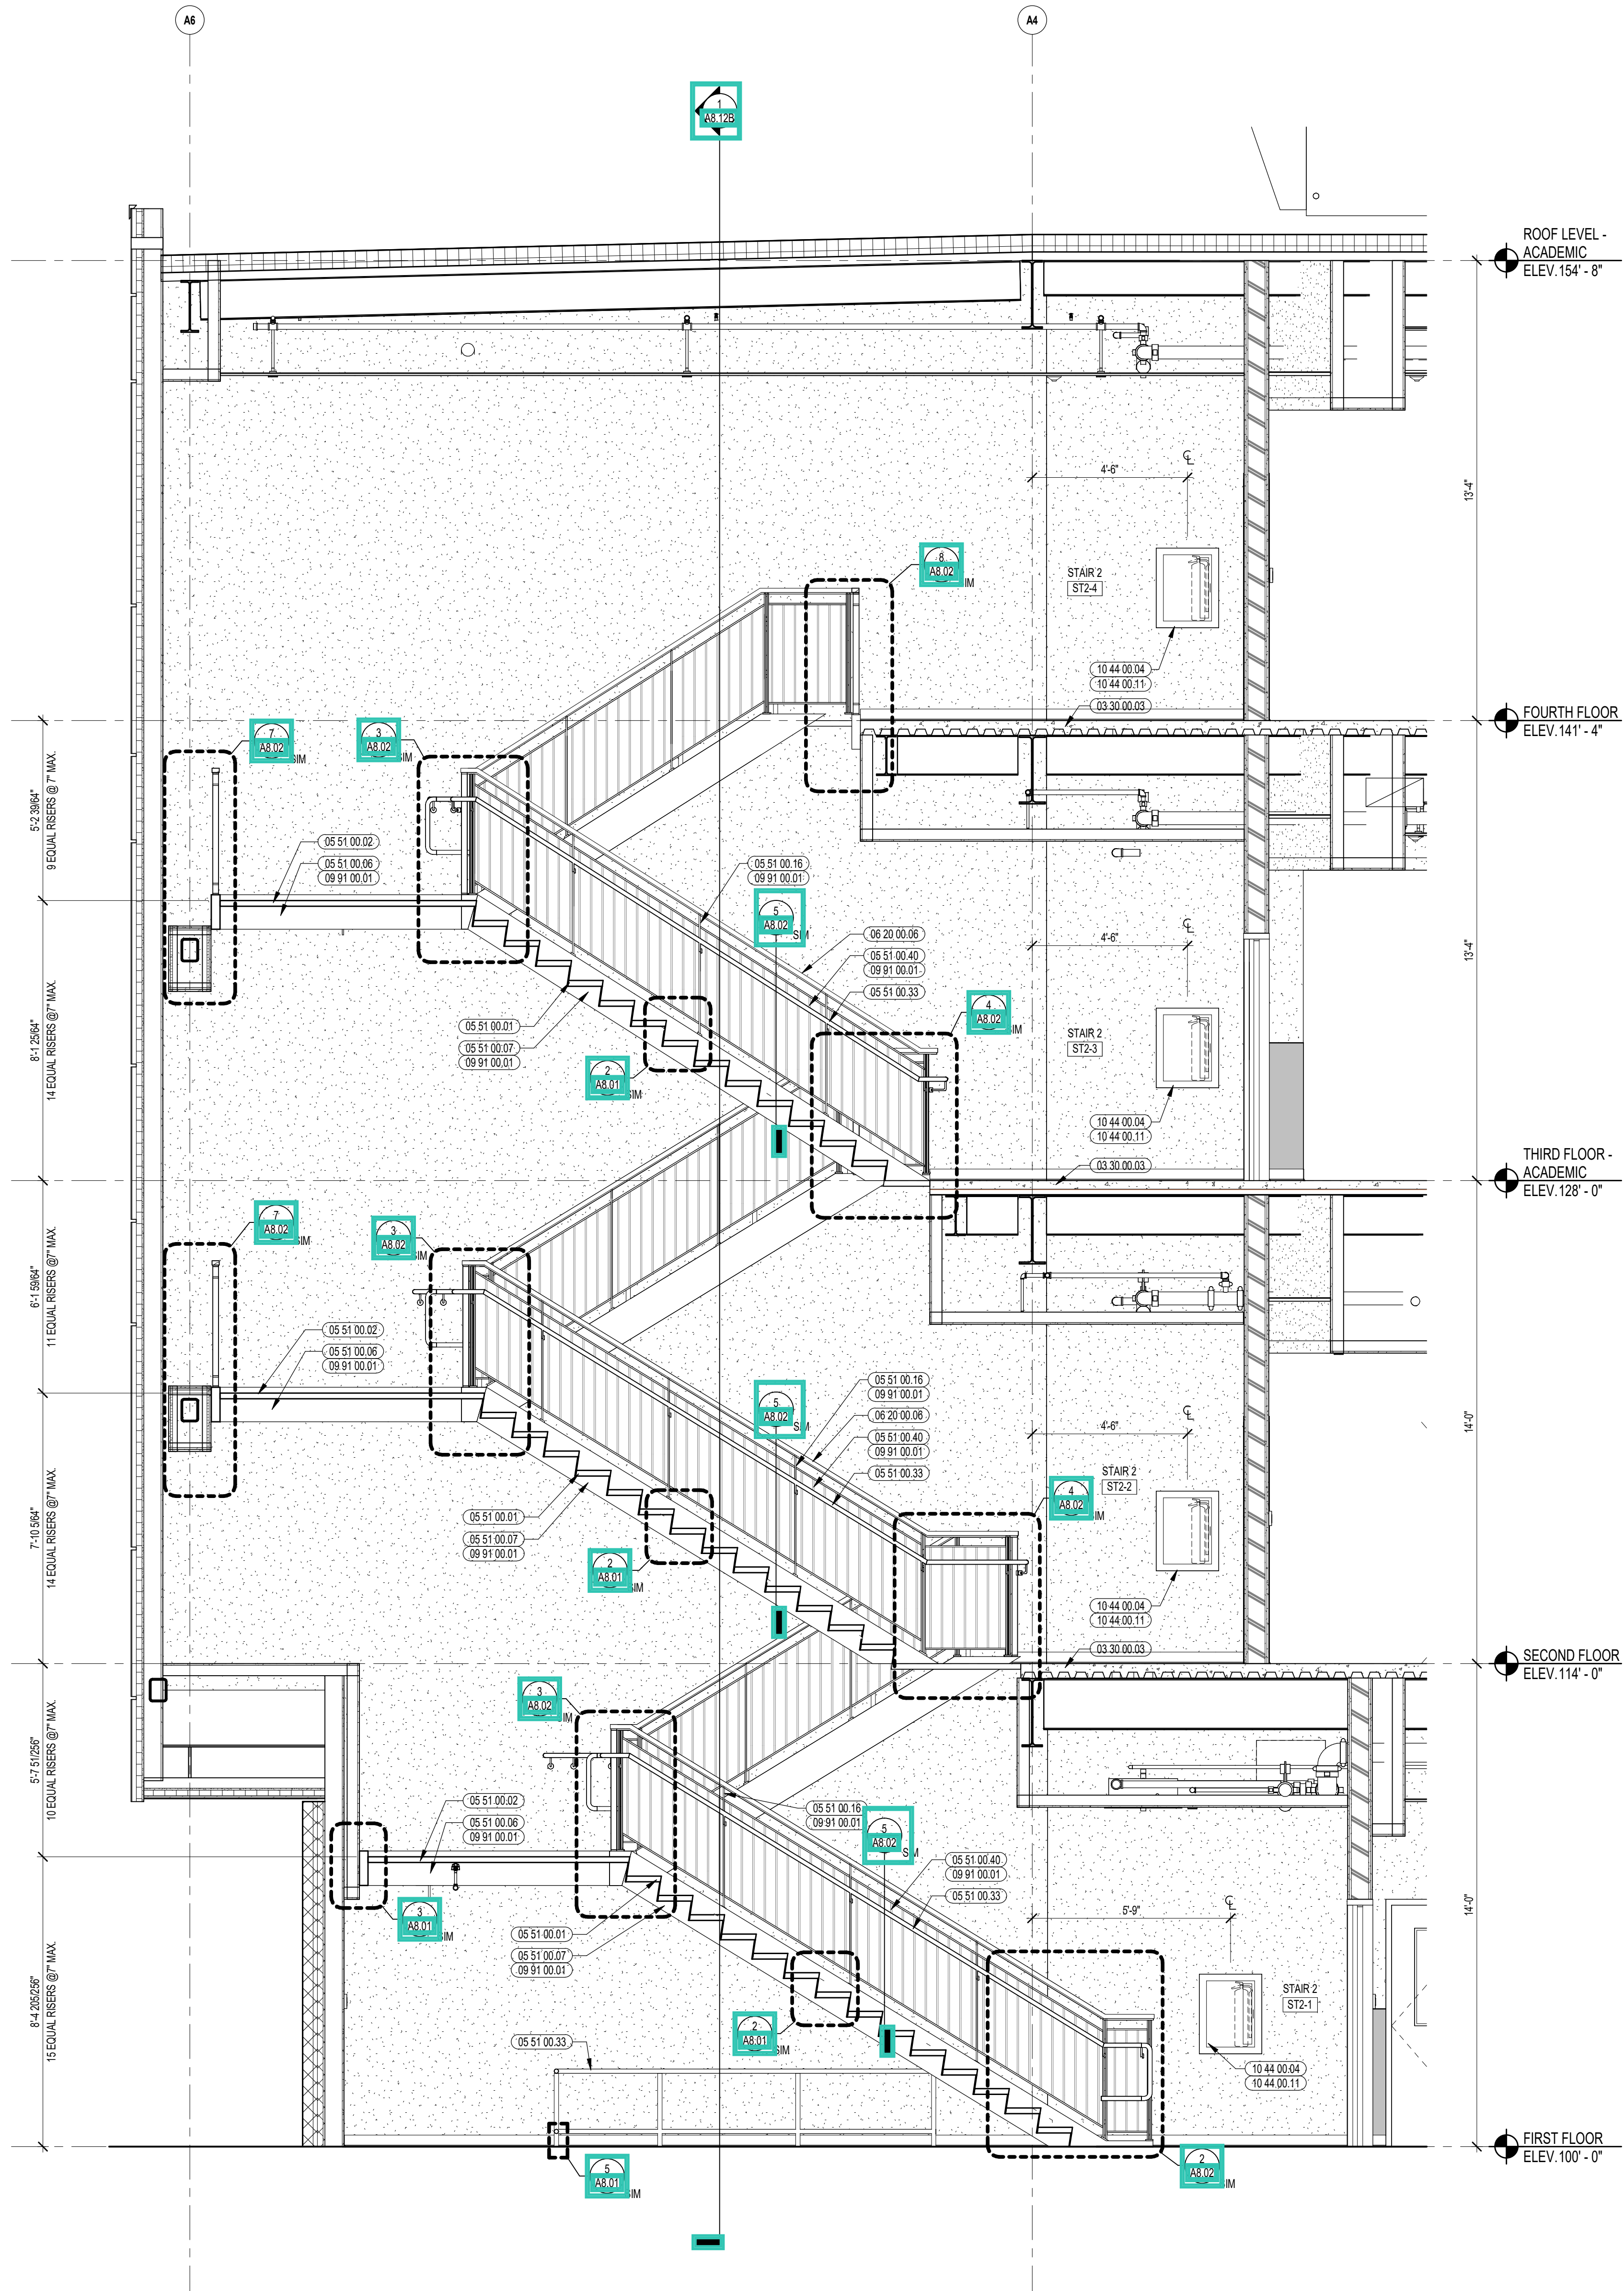 A6
A4
1
A8.12B
ROOF LEVEL -
ACADEMIC
ELEV. 154' - 8"
4'-6"
13'-4"
8
A8.02
SIM
STAIR 2
ST2-4
10 44 00.04
10 44 00.11
03 30 00.03
FOURTH FLOOR
ELEV. 141' - 4"
7
A8.02
SIM
3
A8.02
SIM
5'-2 39/64"
9 EQUAL RISERS @ 7" MAX.
05 51 00.02
05 51 00.06
09 91 00.01
05 51 00.16
09 91 00.01
5
A8.02
SIM
06 20 00.06
05 51 00.40
09 91 00.01
05 51 00.33
4'-6"
13'-4"
8'-1 25/64"
14 EQUAL RISERS @7" MAX.
05 51 00.01
05 51 00.07
09 91 00.01
2
A8.01
SIM
4
A8.02
SIM
STAIR 2
ST2-3
10 44 00.04
10 44 00.11
03 30 00.03
THIRD FLOOR -
ACADEMIC
ELEV. 128' - 0"
7
A8.02
SIM
3
A8.02
SIM
6'-1 59/64"
11 EQUAL RISERS @7" MAX.
05 51 00.02
05 51 00.06
09 91 00.01
5
A8.02
SIM
05 51 00.16
09 91 00.01
06 20 00.06
05 51 00.40
09 91 00.01
05 51 00.33
4'-6"
14'-0"
7'-10 5/64"
14 EQUAL RISERS @7" MAX.
05 51 00.01
05 51 00.07
09 91 00.01
2
A8.01
SIM
4
A8.02
SIM
STAIR 2
ST2-2
10 44 00.04
10 44 00.11
03 30 00.03
SECOND FLOOR
ELEV. 114' - 0"
3
A8.02
SIM
5'-7 51/256"
10 EQUAL RISERS @7" MAX.
05 51 00.02
05 51 00.06
09 91 00.01
05 51 00.16
09 91 00.01
5
A8.02
SIM
05 51 00.40
09 91 00.01
05 51 00.33
5'-9"
14'-0"
3
A8.01
SIM
8'-4 205/256"
15 EQUAL RISERS @7" MAX.
05 51 00.01
05 51 00.07
09 91 00.01
2
A8.01
SIM
STAIR 2
ST2-1
05 51 00.33
10 44 00.04
10 44 00.11
FIRST FLOOR
ELEV. 100' - 0"
5
A8.01
SIM
2
A8.02
SIM